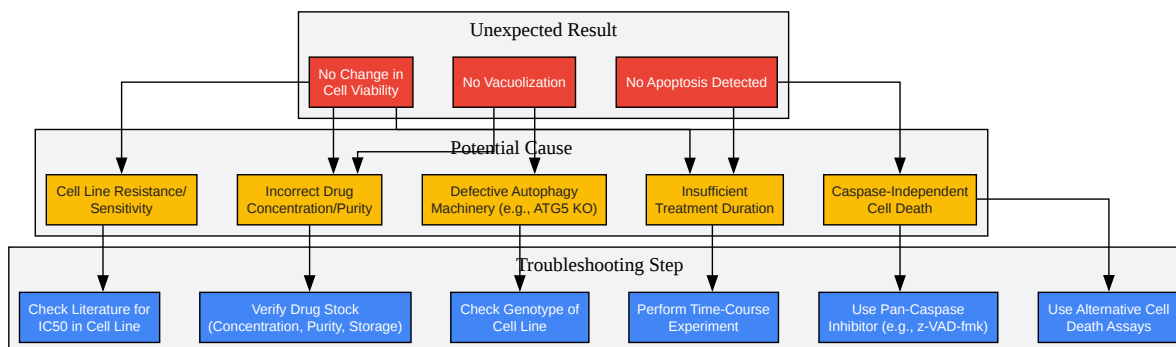 Unexpected Result
No Change in
Cell Viability
No Vacuolization
No Apoptosis Detected
Potential Cause
Cell Line Resistance/
Sensitivity
Incorrect Drug
Concentration/Purity
Defective Autophagy
Machinery (e.g., ATG5 KO)
Insufficient
Treatment Duration
Caspase-Independent
Cell Death
Troubleshooting Step
Check Literature for
IC50 in Cell Line
Verify Drug Stock
(Concentration, Purity, Storage)
Check Genotype of
Cell Line
Perform Time-Course
Experiment
Use Pan-Caspase
Inhibitor (e.g., z-VAD-fmk)
Use Alternative Cell
Death Assays